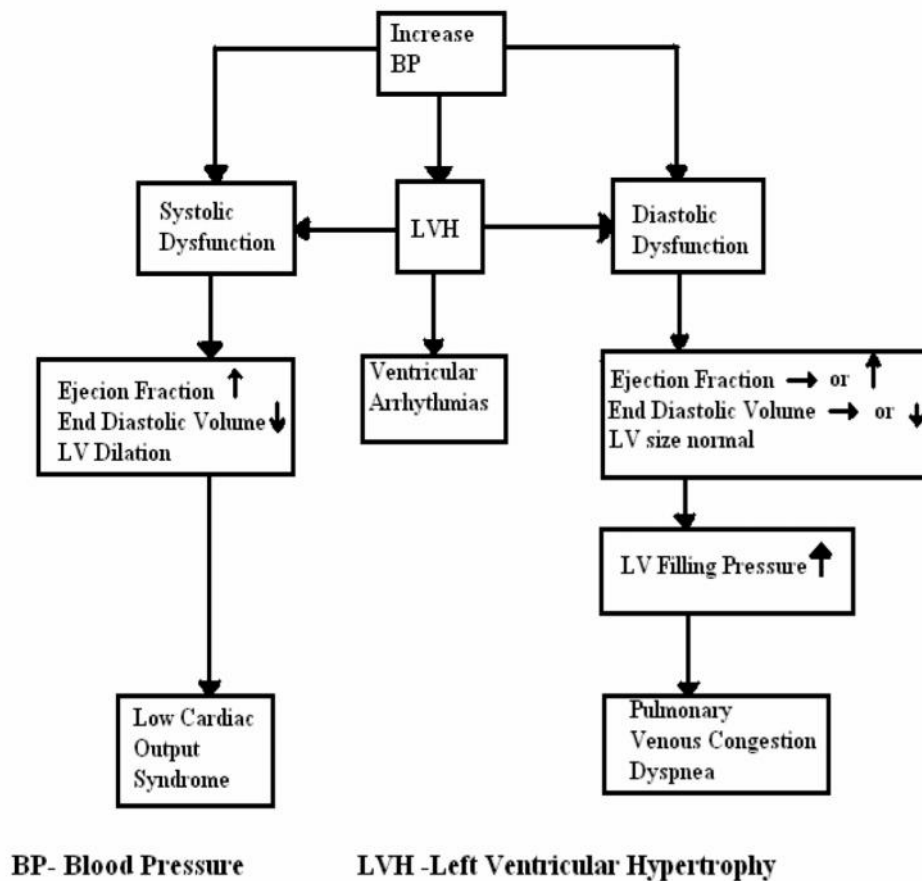 Increase
BP
Systolic
Dysfunction
LVH
Diastolic
Dysfunction
Ejecion Fraction ↑
End Diastolic Volume ↓
LV Dilation
Ventricular
Arrhythmias
Ejection Fraction → or ↑
End Diastolic Volume → or ↓
LV size normal
LV Filling Pressure ↑
Low Cardiac
Output
Syndrome
Pulmonary
Venous Congestion
Dyspnea
BP- Blood Pressure
LVH -Left Ventricular Hypertrophy